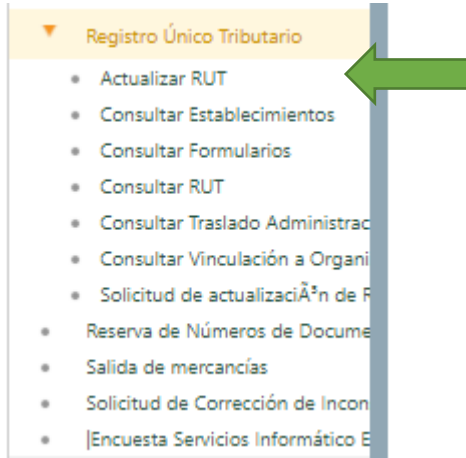 Registro Único Tributario
Actualizar RUT
Consultar Establecimientos
Consultar Formularios
Consultar RUT
Consultar Traslado Administrac
Consultar Vinculación a Organi
Solicitud de actualizaciÃ³n de R
Reserva de Números de Docume
Salida de mercancías
Solicitud de Corrección de Incon
|Encuesta Servicios Informático E